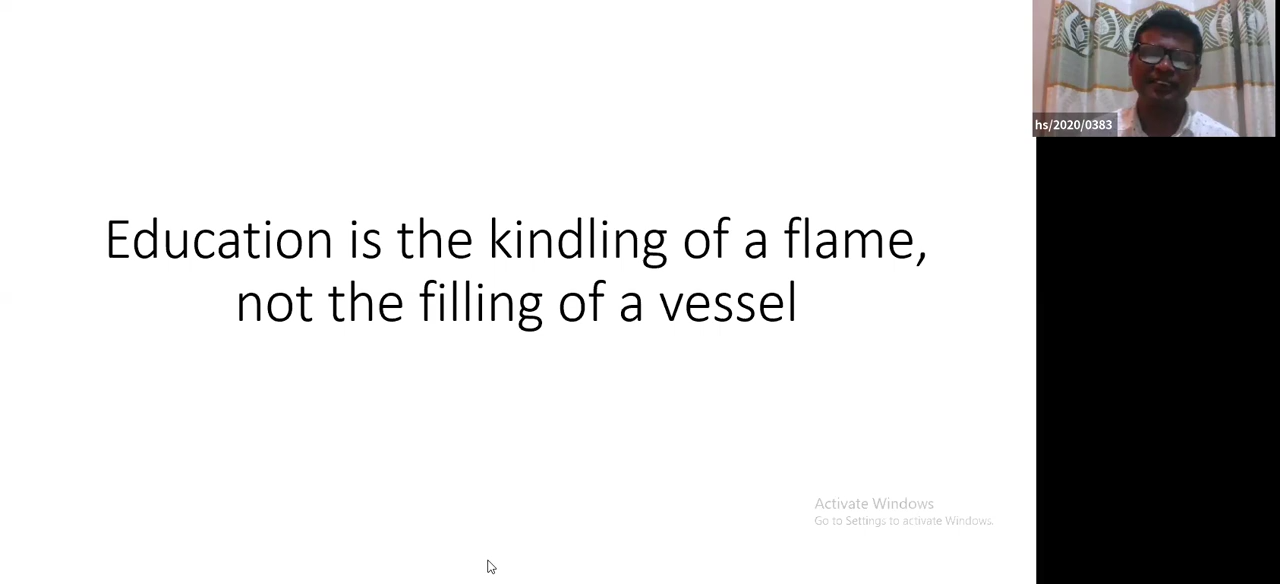 hs/2020/0383
Education is the kindling of a flame,
not the filling of a vessel
Activate Windows
Go to Settings to activate Windows.